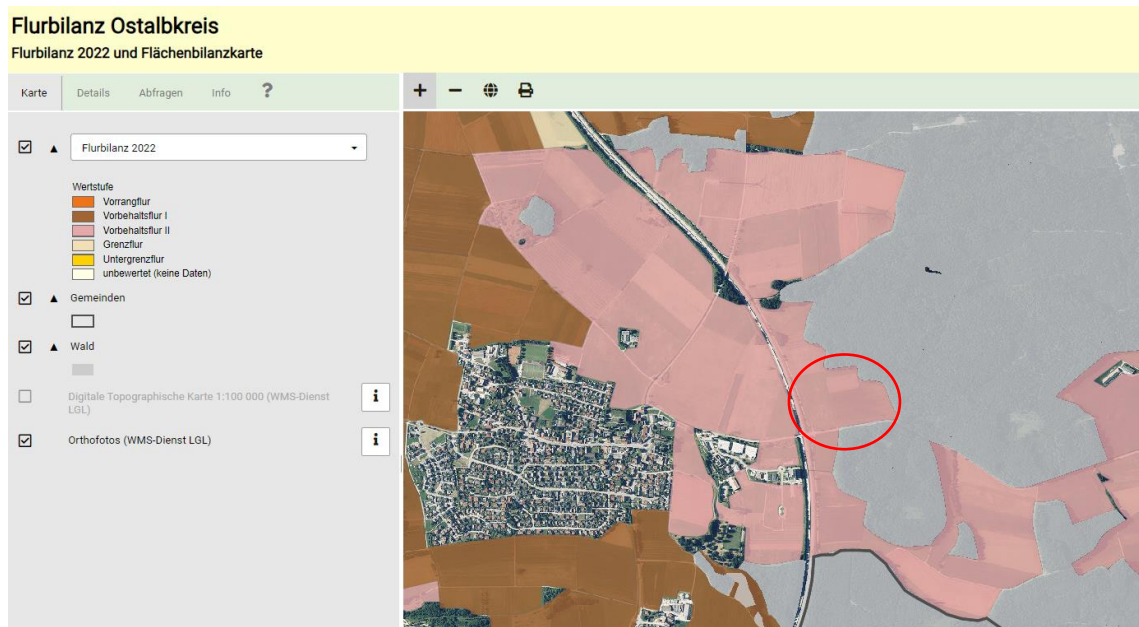 Flurbilanz Ostalbkreis
Flurbilanz 2022 und Flächenbilanzkarte
Karte Details Abfragen Info ?
Flurbilanz 2022
Wertstufe
Vorrangflur
Vorbehaltsflur I
Vorbehaltsflur II
Grenzflur
Untergrenzflur
unbewertet (keine Daten)
Gemeinden
Wald
Digitale Topographische Karte 1:100 000 (WMS-Dienst
LGL)
i
Orthofotos (WMS-Dienst LGL)
i